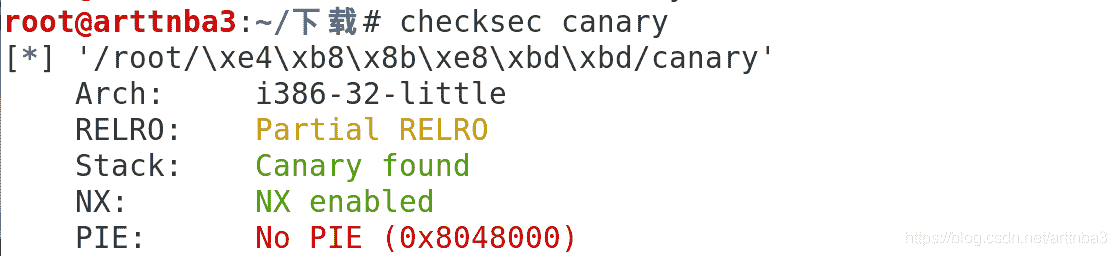 root@arttnba3:~/下载# checksec canary
[*] '/root/\xe4\xb8\x8b\xe8\xbd\xbd/canary'
Arch: i386-32-little
RELRO: Partial RELRO
Stack: Canary found
NX: NX enabled
PIE: No PIE (0x8048000)
https://blog.csdn.net/arttnba3